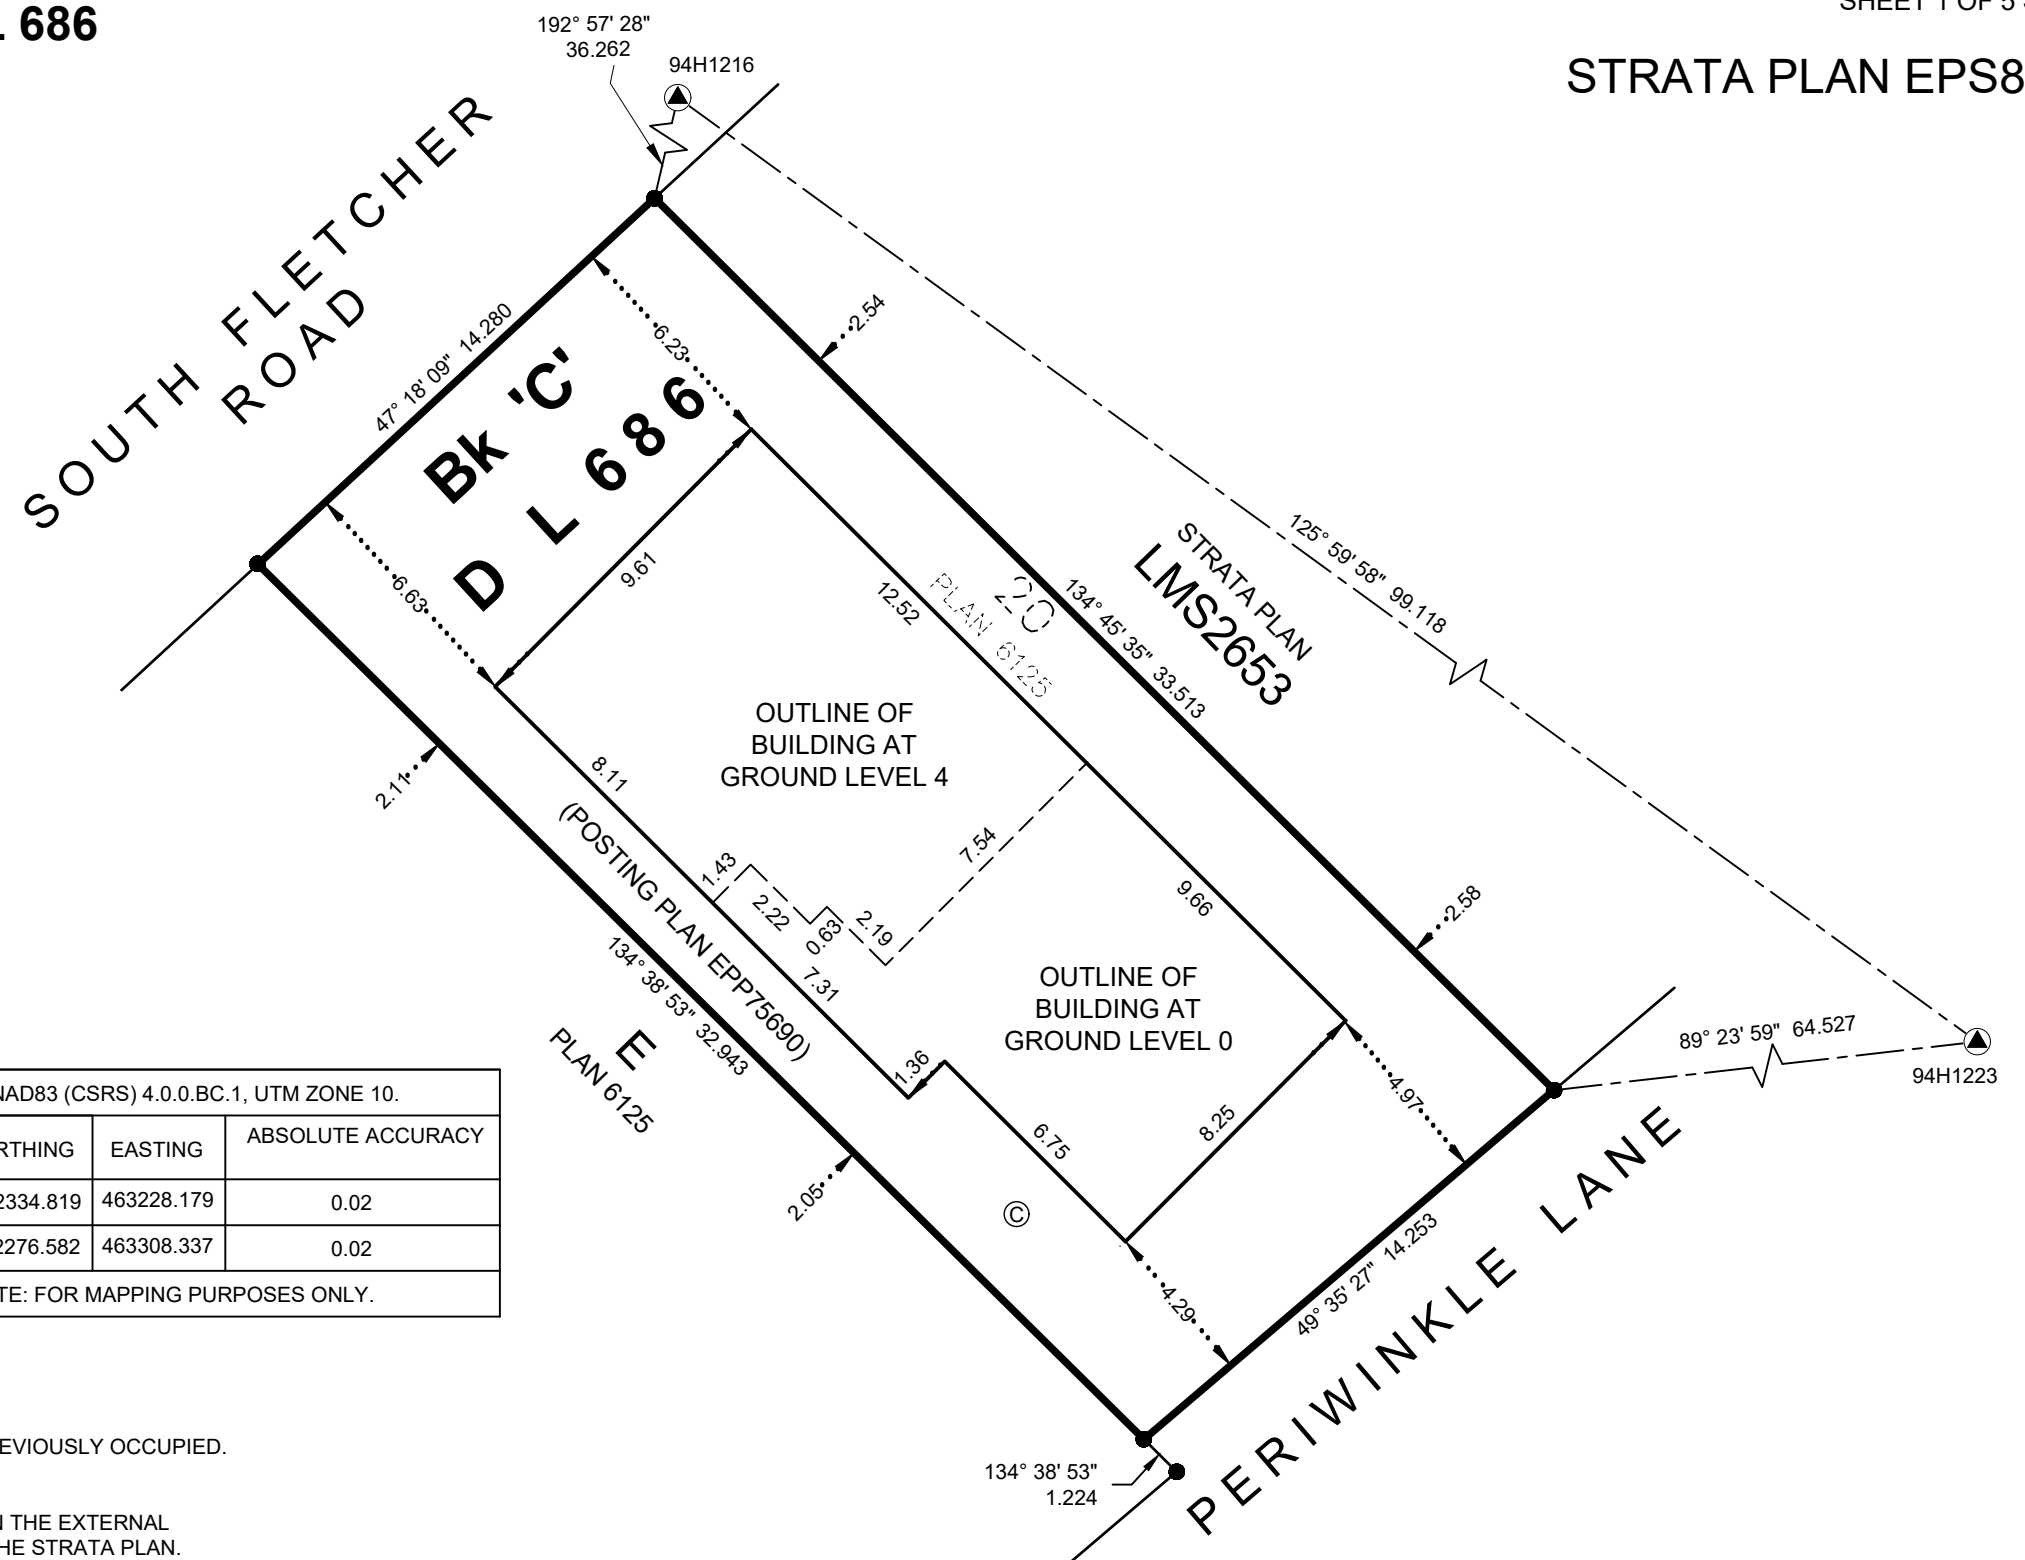 686
STRATA PLAN EPS8
192° 57' 28"
36.262
94H1216
SOUTH FLETCHER
ROAD
47° 18' 09" 14.280
6.23
2.54
Bk 'C'
D L 686
6.63
9.61
12.52
20
PLAN 6125
134° 45' 35" 33.513
STRATA PLAN
LMS2653
125° 59' 58" 99.118
OUTLINE OF
BUILDING AT
GROUND LEVEL 4
2.11
8.11
(POSTING PLAN EPP75690)
1.43
2.22
0.63
2.19
7.54
7.31
9.66
2.58
134° 38' 53" 32.943
E
PLAN 6125
OUTLINE OF
BUILDING AT
GROUND LEVEL 0
1.36
6.75
8.25
4.97
89° 23' 59" 64.527
94H1223
2.05
©
4.29
49° 35' 27" 14.253
PERIWINKLE LANE
134° 38' 53"
1.224
NAD83 (CSRS) 4.0.0.BC.1, UTM ZONE 10.
RTHING EASTING ABSOLUTE ACCURACY
2334.819 463228.179 0.02
2276.582 463308.337 0.02
TE: FOR MAPPING PURPOSES ONLY.
EVIOUSLY OCCUPIED.
THE EXTERNAL
HE STRATA PLAN.